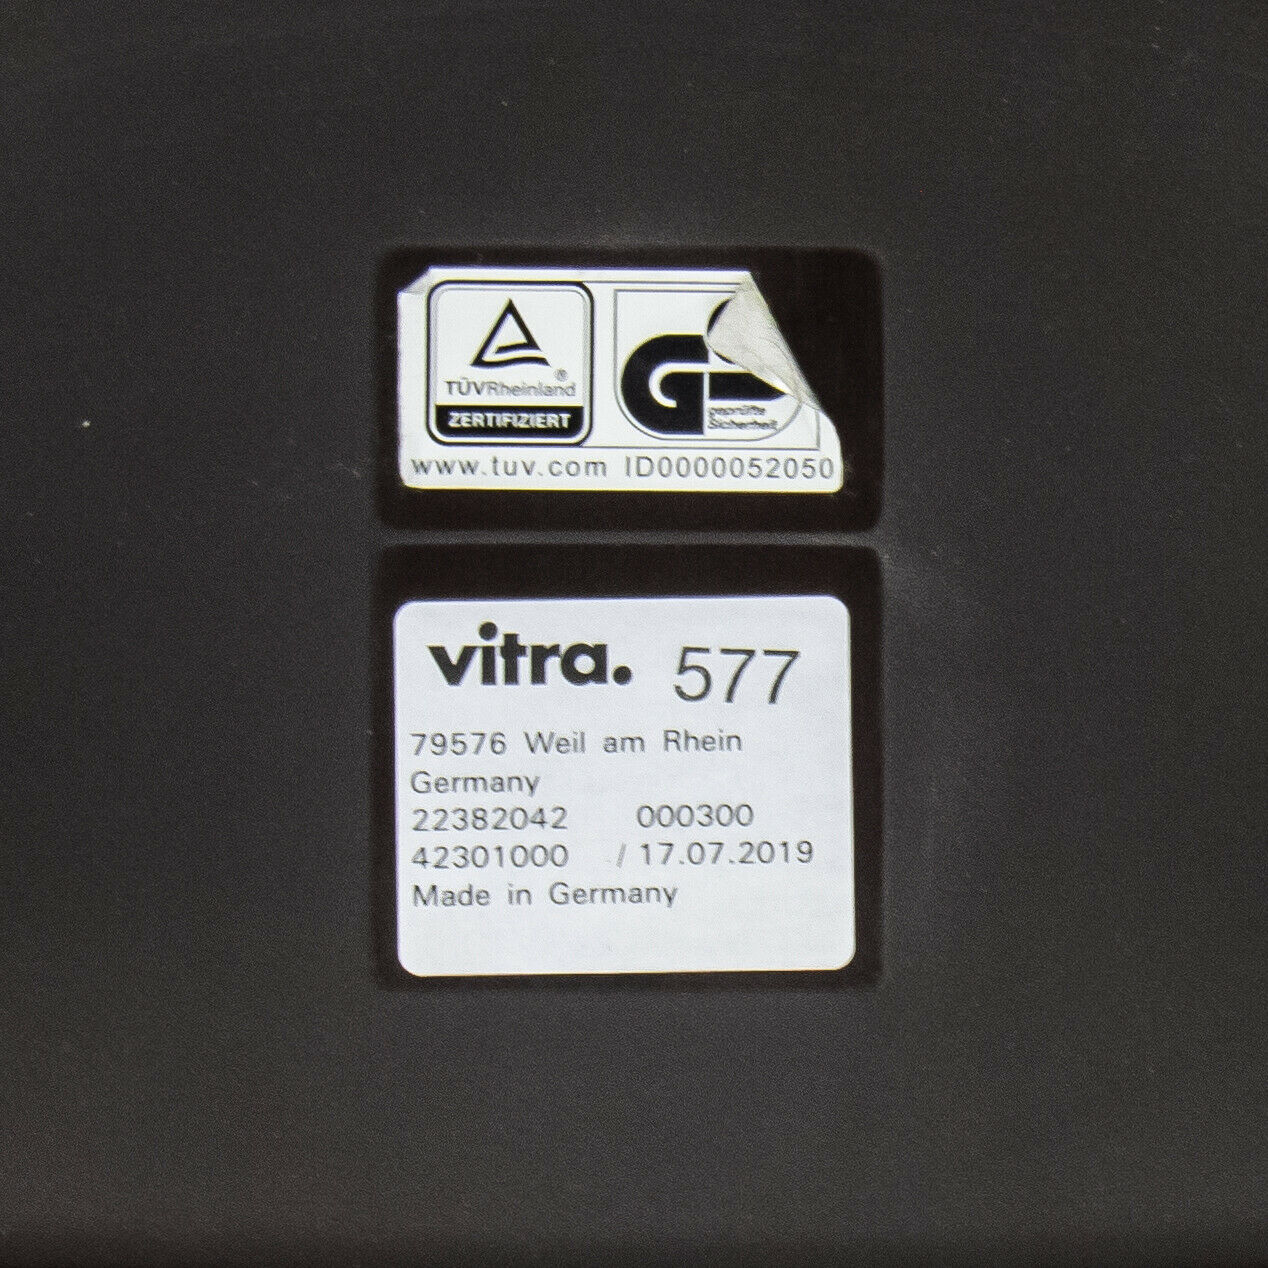 TÜVRheinland®
ZERTIFIZIERT
geprüfte
Sicherheit
www.tuv.com ID0000052050
vitra. 577
79576 Weil am Rhein
Germany
22382042 000300
42301000 / 17.07.2019
Made in Germany